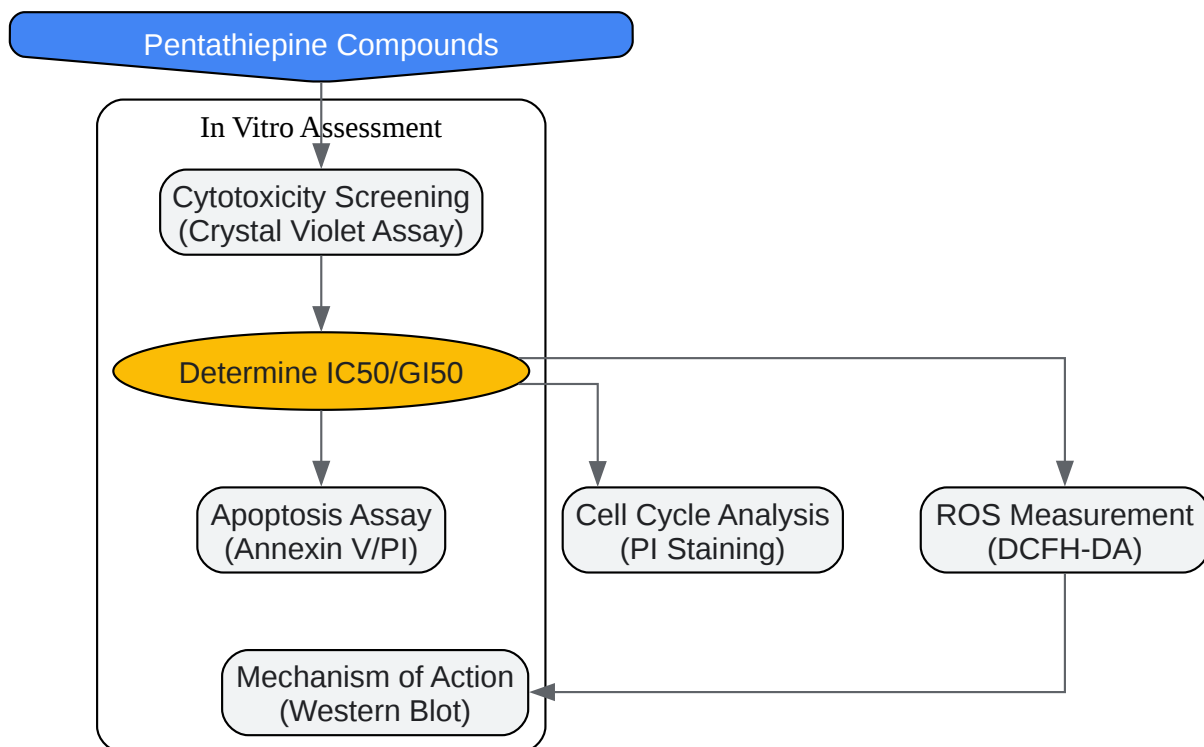 Pentathiepine Compounds
In Vitro Assessment
Cytotoxicity Screening
(Crystal Violet Assay)
Determine IC50/GI50
Apoptosis Assay
(Annexin V/PI)
Cell Cycle Analysis
(PI Staining)
ROS Measurement
(DCFH-DA)
Mechanism of Action
(Western Blot)